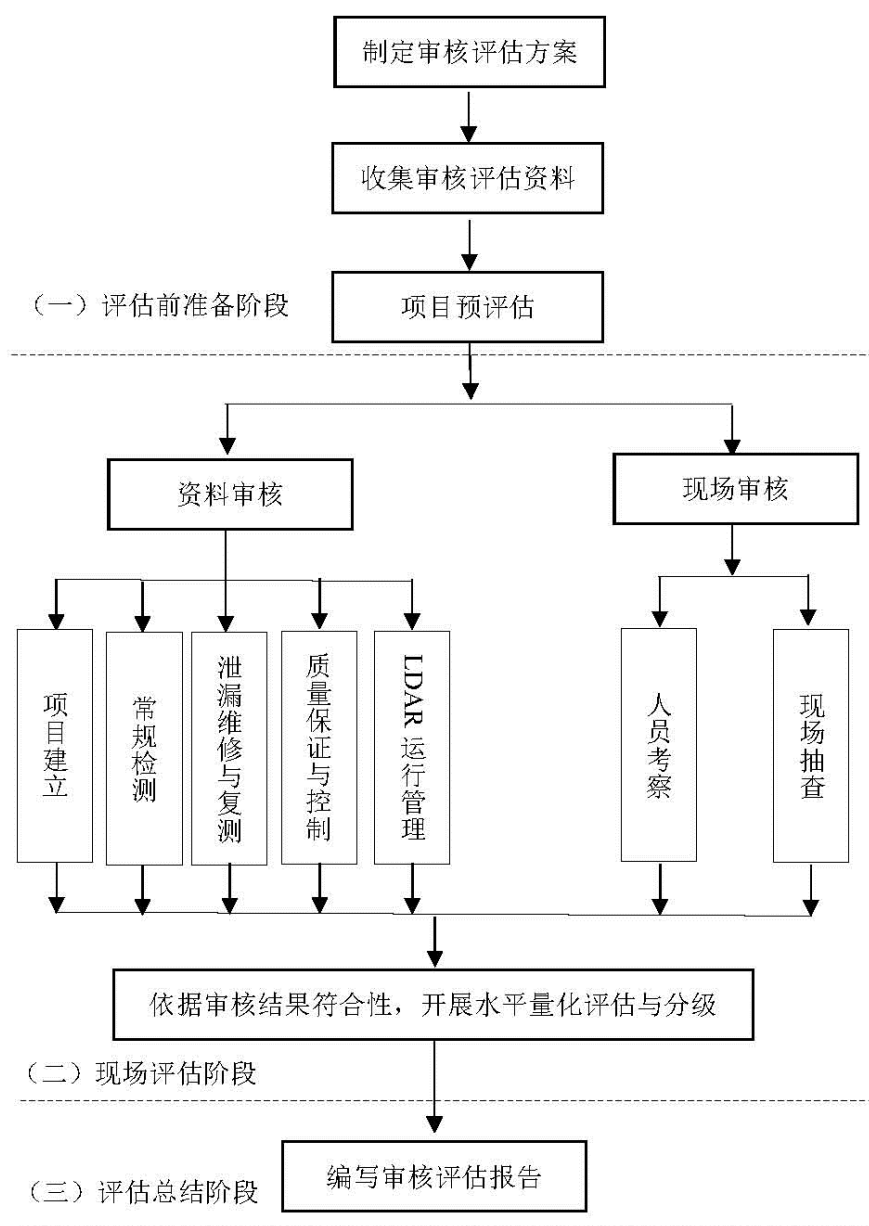 制定审核评估方案
收集审核评估资料
项目预评估
（一）评估前准备阶段
资料审核
现场审核
项目建立
常规检测
泄漏维修与复测
质量保证与控制
LDAR 运行管理
人员考察
现场抽查
依据审核结果符合性，开展水平量化评估与分级
（二）现场评估阶段
编写审核评估报告
（三）评估总结阶段